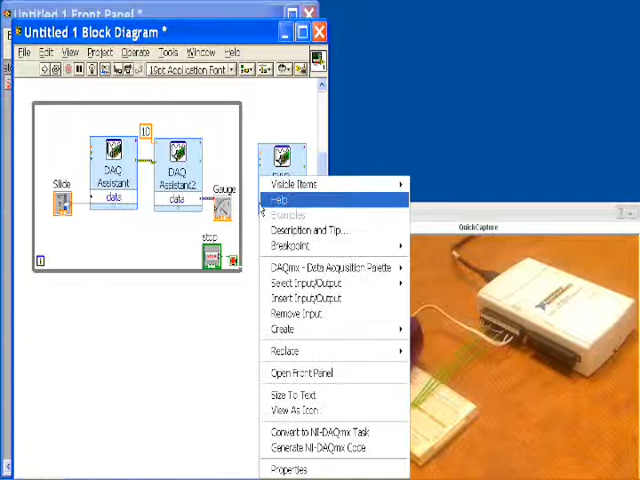 Untitled 1 Front Panel *
Untitled 1 Block Diagram *
File Edit View Project Operate Tools Window Help
19pt Application Font
10
DAQ
Assistant
data
DAQ
Assistant2
data
Slide
Gauge
stop
STOP
i
DAQ
Visible Items
Help
Examples
Description and Tip...
Breakpoint
DAQmx - Data Acquisition Palette
Select Input/Output
Insert Input/Output
Remove Input
Create
Replace
Open Front Panel
Size To Text
View As Icon
Convert to NI-DAQmx Task
Generate NI-DAQmx Code
Properties
QuickCapture